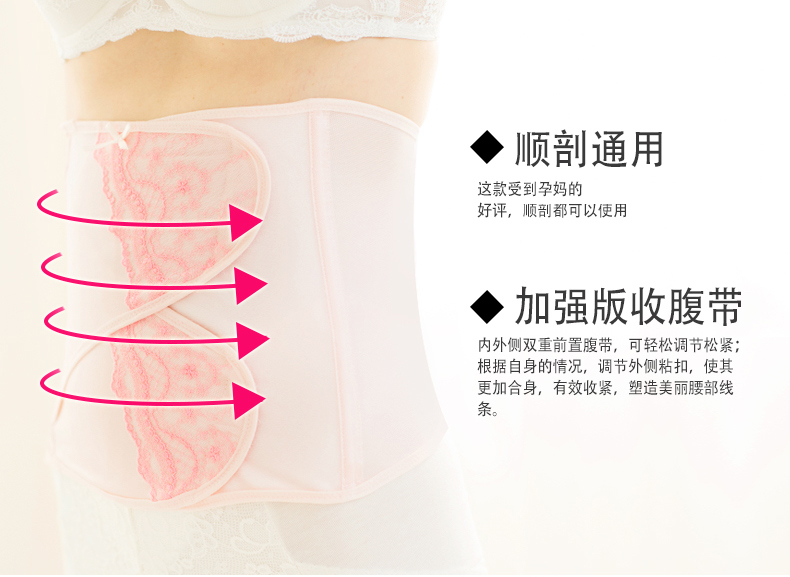 顺剖通用
这款受到孕妈的
好评，顺剖都可以使用
加强版收腹带
内外侧双重前置腹带，可轻松调节松紧；
根据自身的情况，调节外侧粘扣，使其
更加合身，有效收紧，塑造美丽腰部线
条。